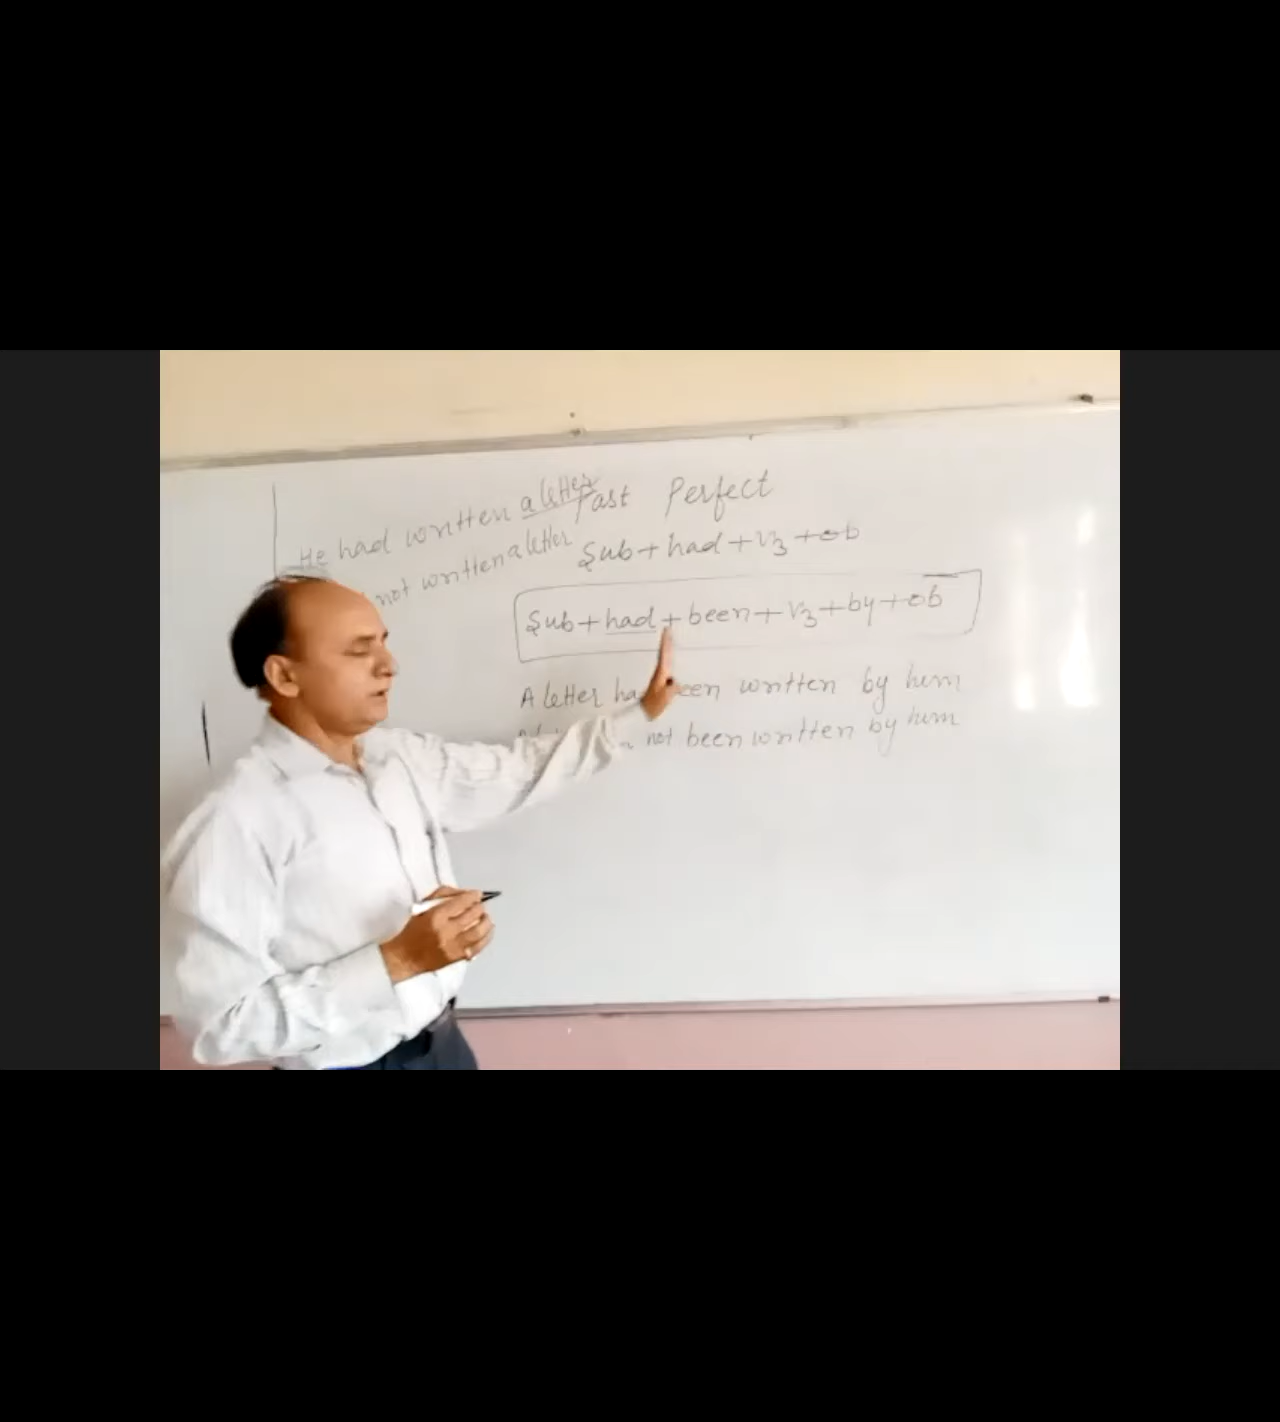 He had written a letter
not written a letter
Past Perfect
Sub + had + V3 + ob
Sub + had + been + V3 + by + ob
A letter been written by him
not been written by him